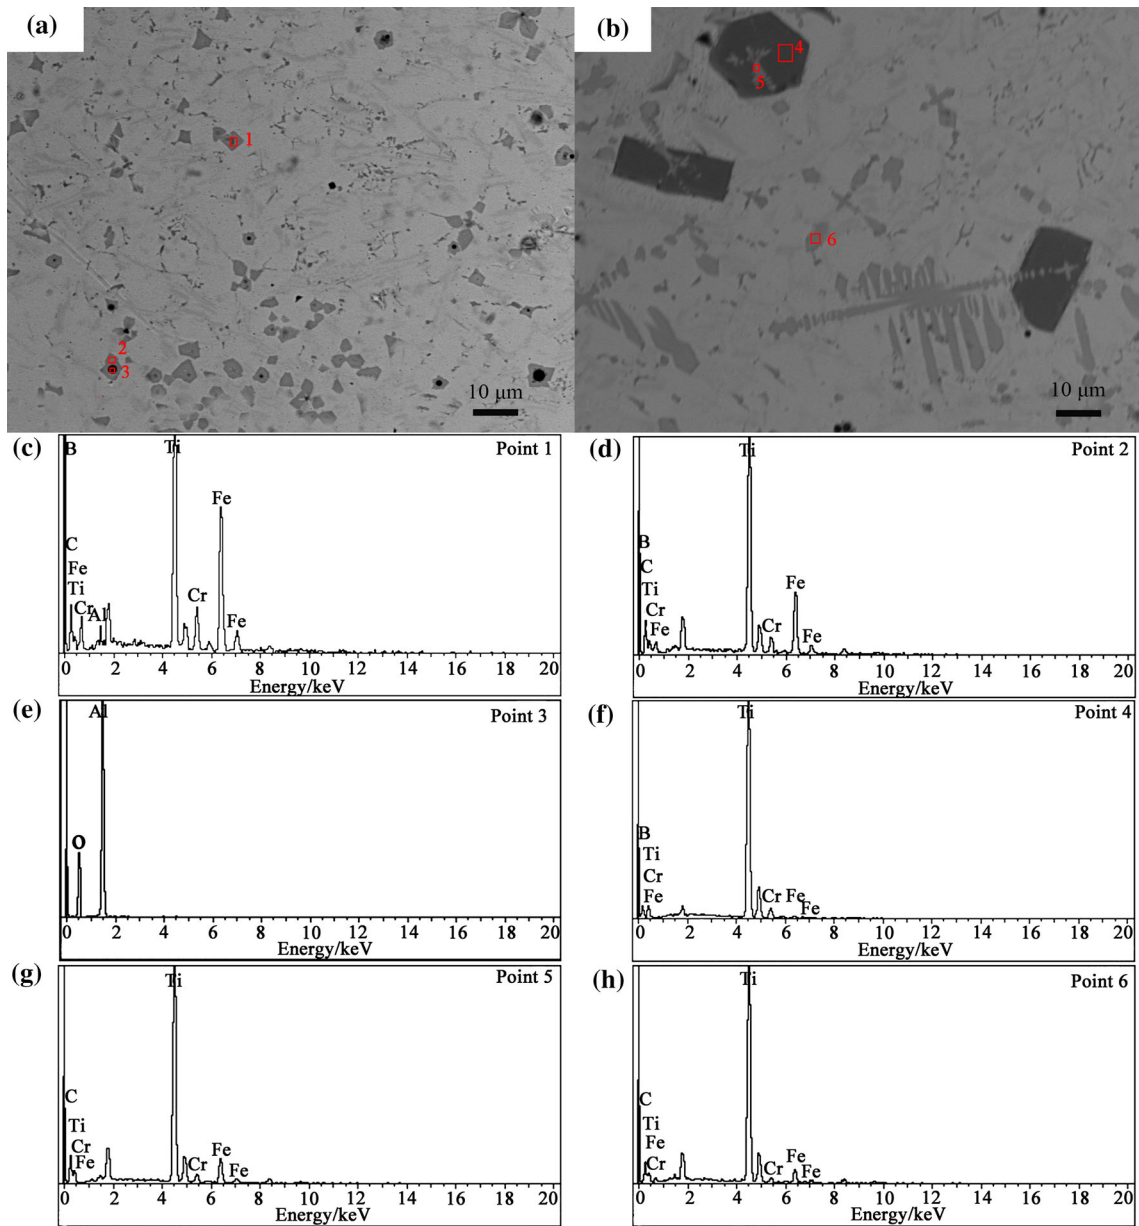 (a)
1
2
3
10 μm
(b)
4
5
6
10 μm
(c)
Point 1
B
Ti
C
Fe
Fe
Ti
Cr
Cr
Al
Fe
0 2 4 6 8 10 12 14 16 18 20
Energy/keV
(d)
Point 2
Ti
B
C
Ti
Fe
Cr
Cr
Fe
Fe
0 2 4 6 8 10 12 14 16 18 20
Energy/keV
(e)
Al
Point 3
O
0 2 4 6 8 10 12 14 16 18 20
Energy/keV
(f)
Ti
Point 4
B
Ti
Cr
Fe
Cr Fe
Fe
0 2 4 6 8 10 12 14 16 18 20
Energy/keV
(g)
Ti
Point 5
C
Ti
Cr
Fe
Fe
Cr
Fe
0 2 4 6 8 10 12 14 16 18 20
Energy/keV
(h)
Ti
Point 6
C
Ti
Fe
Cr
Fe
Cr
Fe
0 2 4 6 8 10 12 14 16 18 20
Energy/keV